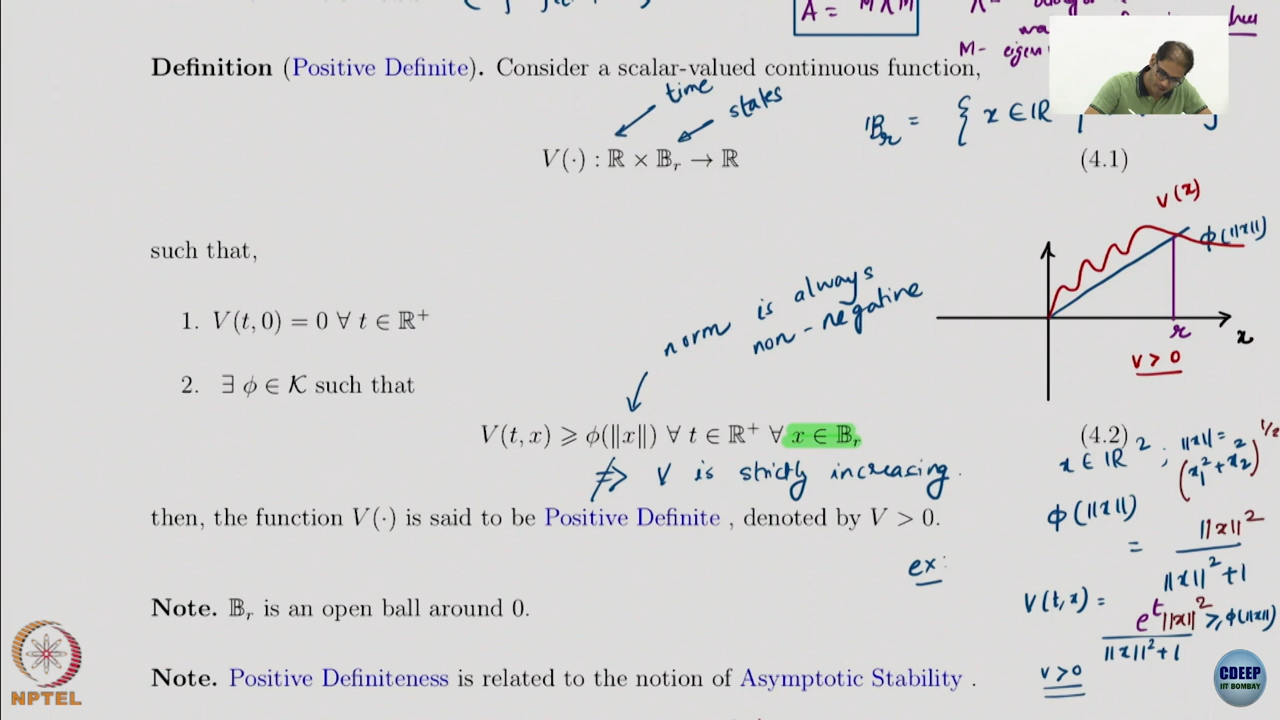 A = M Λ M
Λ-
M- eigen
Definition (Positive Definite). Consider a scalar-valued continuous function,
time
states
𝔹r = { x ∈ ℝ
V(·) : ℝ × 𝔹r → ℝ (4.1)
V(x)
ϕ(||x||)
such that,
norm is always
non-negative
1. V(t, 0) = 0 ∀ t ∈ ℝ⁺
r
x
V > 0
2. ∃ ϕ ∈ 𝒦 such that
V(t, x) ⩾ ϕ(‖x‖) ∀ t ∈ ℝ⁺ ∀ x ∈ 𝔹r (4.2)
x ∈ ℝ² ; ||x|| = (x₁² + x₂²)^1/2
⇏ V is strictly increasing.
then, the function V(·) is said to be Positive Definite , denoted by V > 0.
ϕ(||x||)
= ||x||² / ||x||² + 1
ex:
Note. 𝔹r is an open ball around 0.
V(t,x) = e^t ||x||² / ||x||² + 1 ⩾ ϕ(||x||)
V > 0
Note. Positive Definiteness is related to the notion of Asymptotic Stability .
NPTEL
CDEEP
IIT BOMBAY